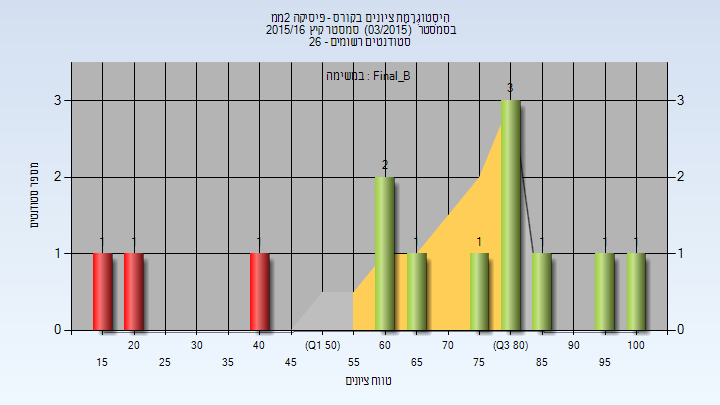 היסטוגרמת ציונים בקורס - פיסיקה 2ממ
בסמסטר (03/2015) סמסטר קיץ 2015/16
סטודנטים רשומים - 26
במשימה : Final_B
מספר סטודנטים
3 3
2 2
1 1
0 0
1 1 1 2 1 1 3 1 1 1
20 30 40 (Q1 50) 60 70 (Q3 80) 90 100
15 25 35 45 55 65 75 85 95
טווח ציונים